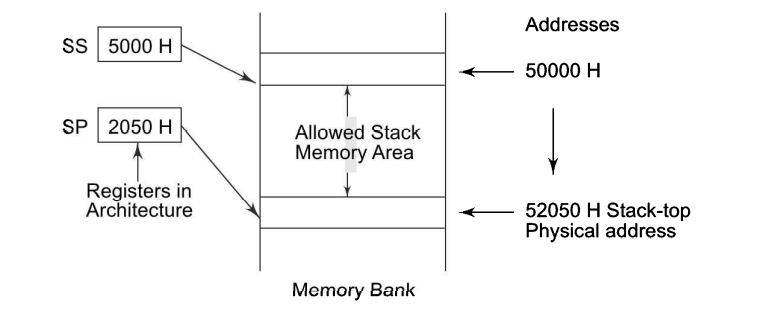 Addresses
SS 5000 H
50000 H
SP 2050 H
Allowed Stack
Memory Area
Registers in
Architecture
52050 H Stack-top
Physical address
Memory Bank